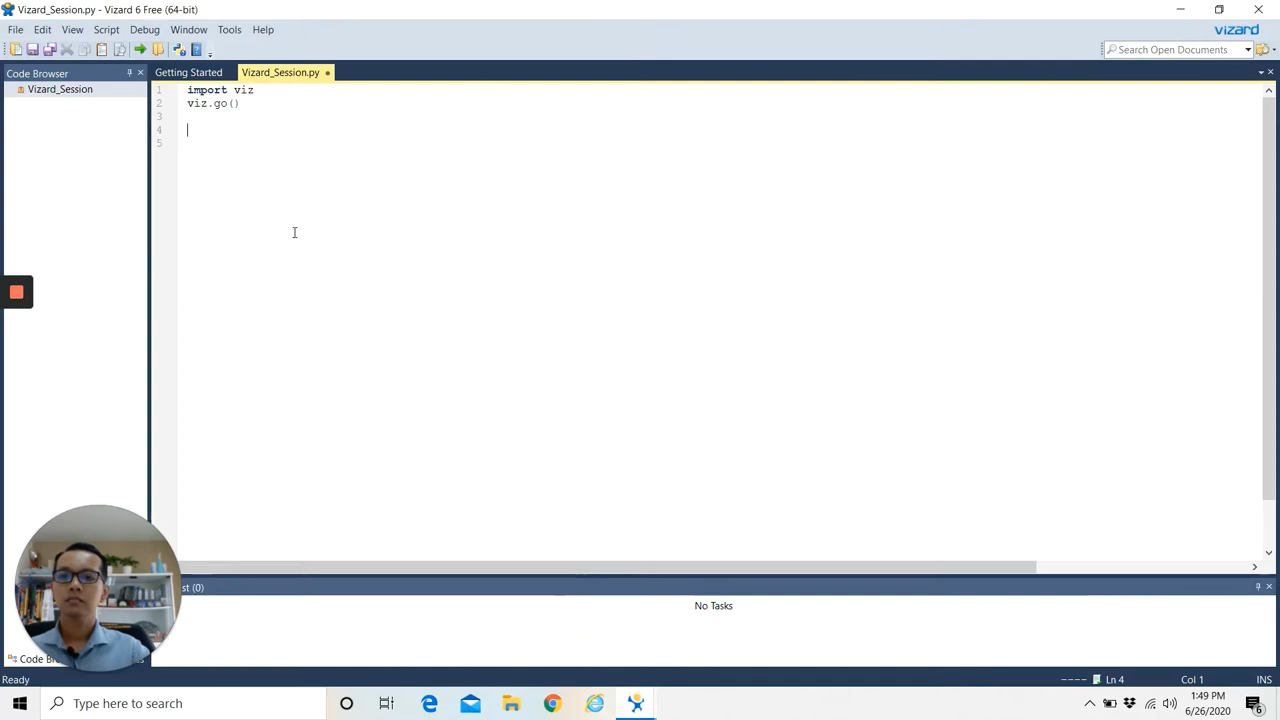 Vizard_Session.py - Vizard 6 Free (64-bit)
File Edit View Script Debug Window Tools Help
vizard
Search Open Documents
Code Browser
Getting Started Vizard_Session.py
Vizard_Session
1 import viz
2 viz.go()
3
4
5
st (0)
No Tasks
Code Br
Ready
Ln 4 Col 1 INS
Type here to search
1:49 PM
6/26/2020
6